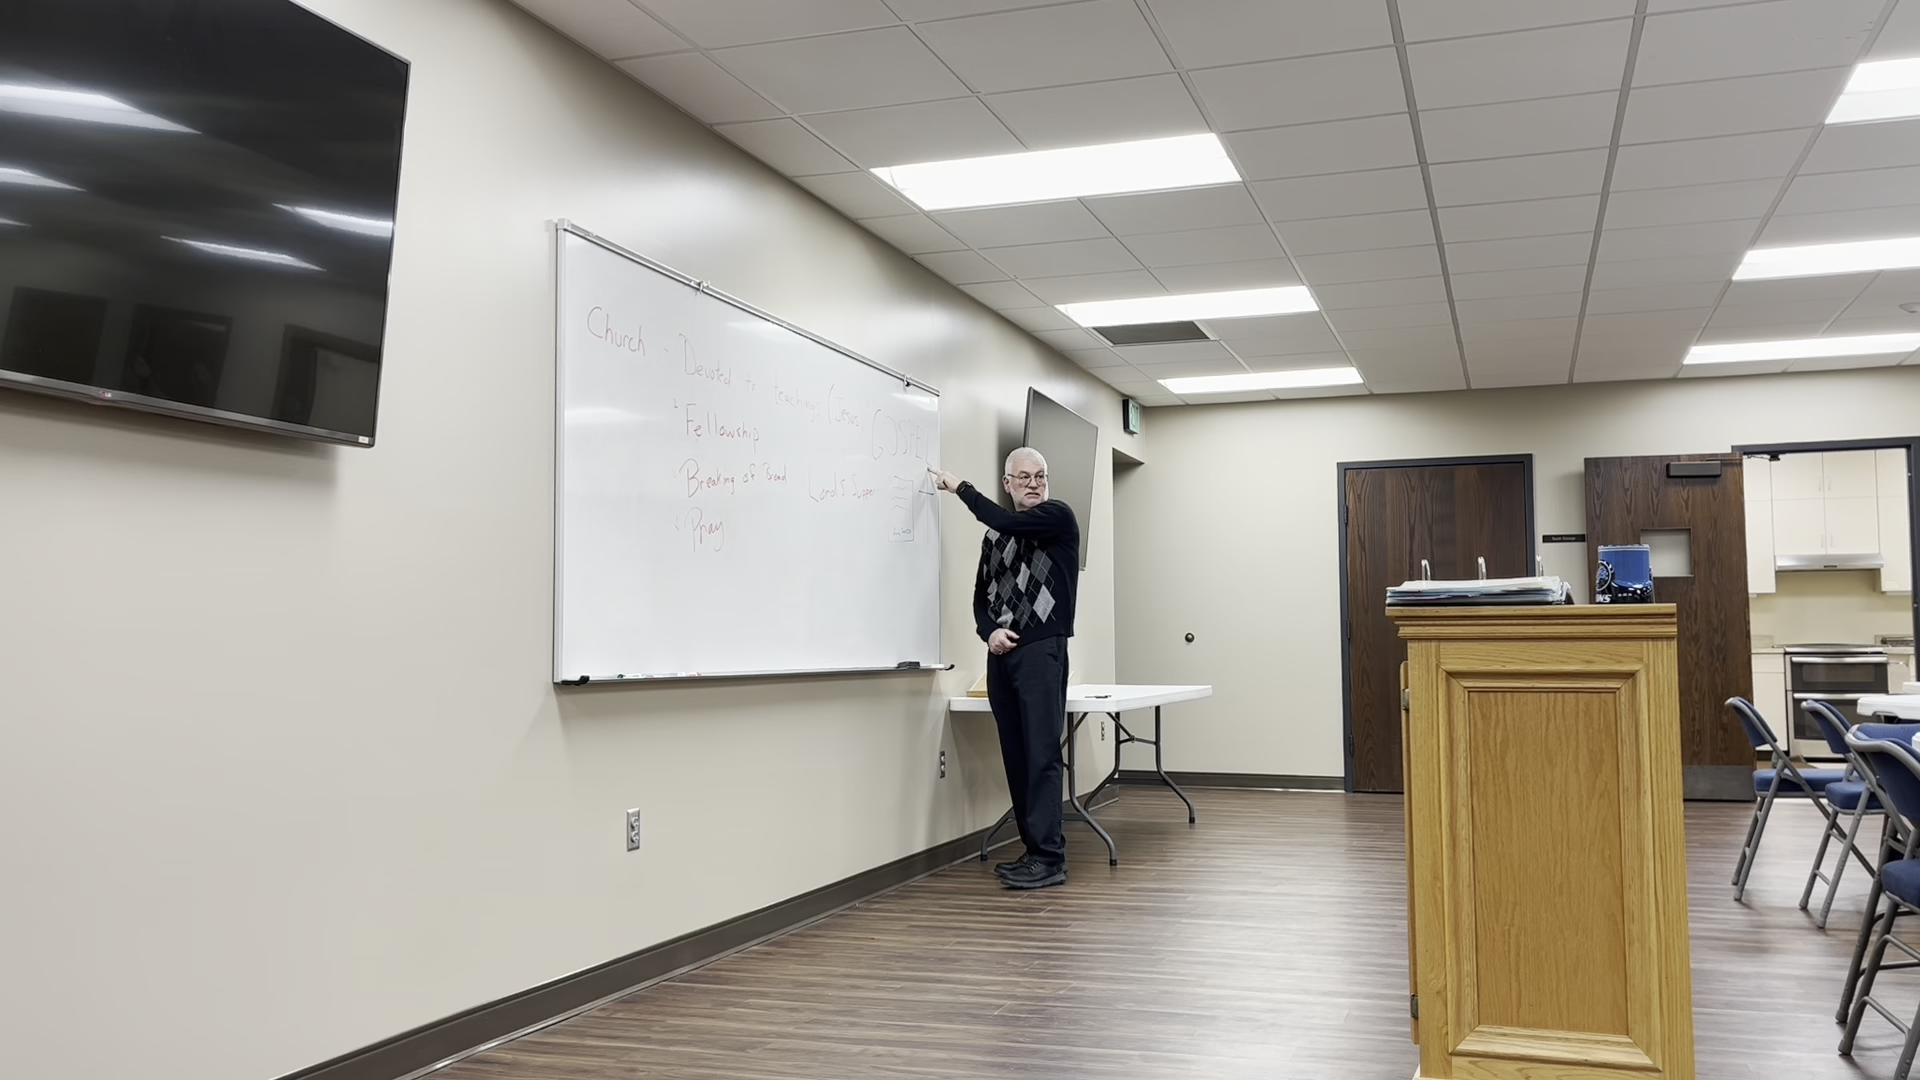 Church - Devoted to teachings (Jesus
GOSPEL
Fellowship
Breaking of Bread Lord's Supper
Pray